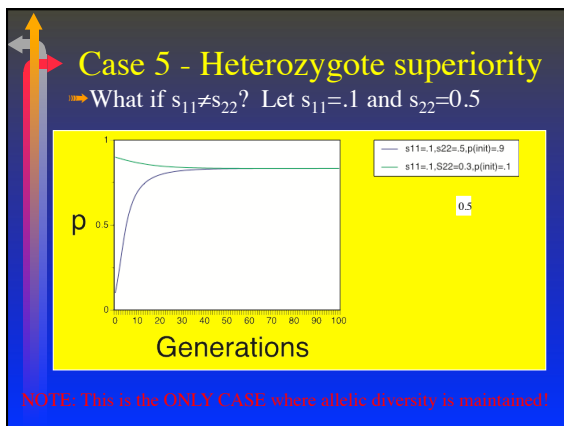 Case 5 - Heterozygote superiority
What if s11≠s22? Let s11=.1 and s22=0.5
1
s11=.1,s22=.5,p(init)=.9
s11=.1,S22=0.3,p(init)=.1
0.5
p
0.5
0
0 10 20 30 40 50 60 70 80 90 100
Generations
NOTE: This is the ONLY CASE where allelic diversity is maintained!